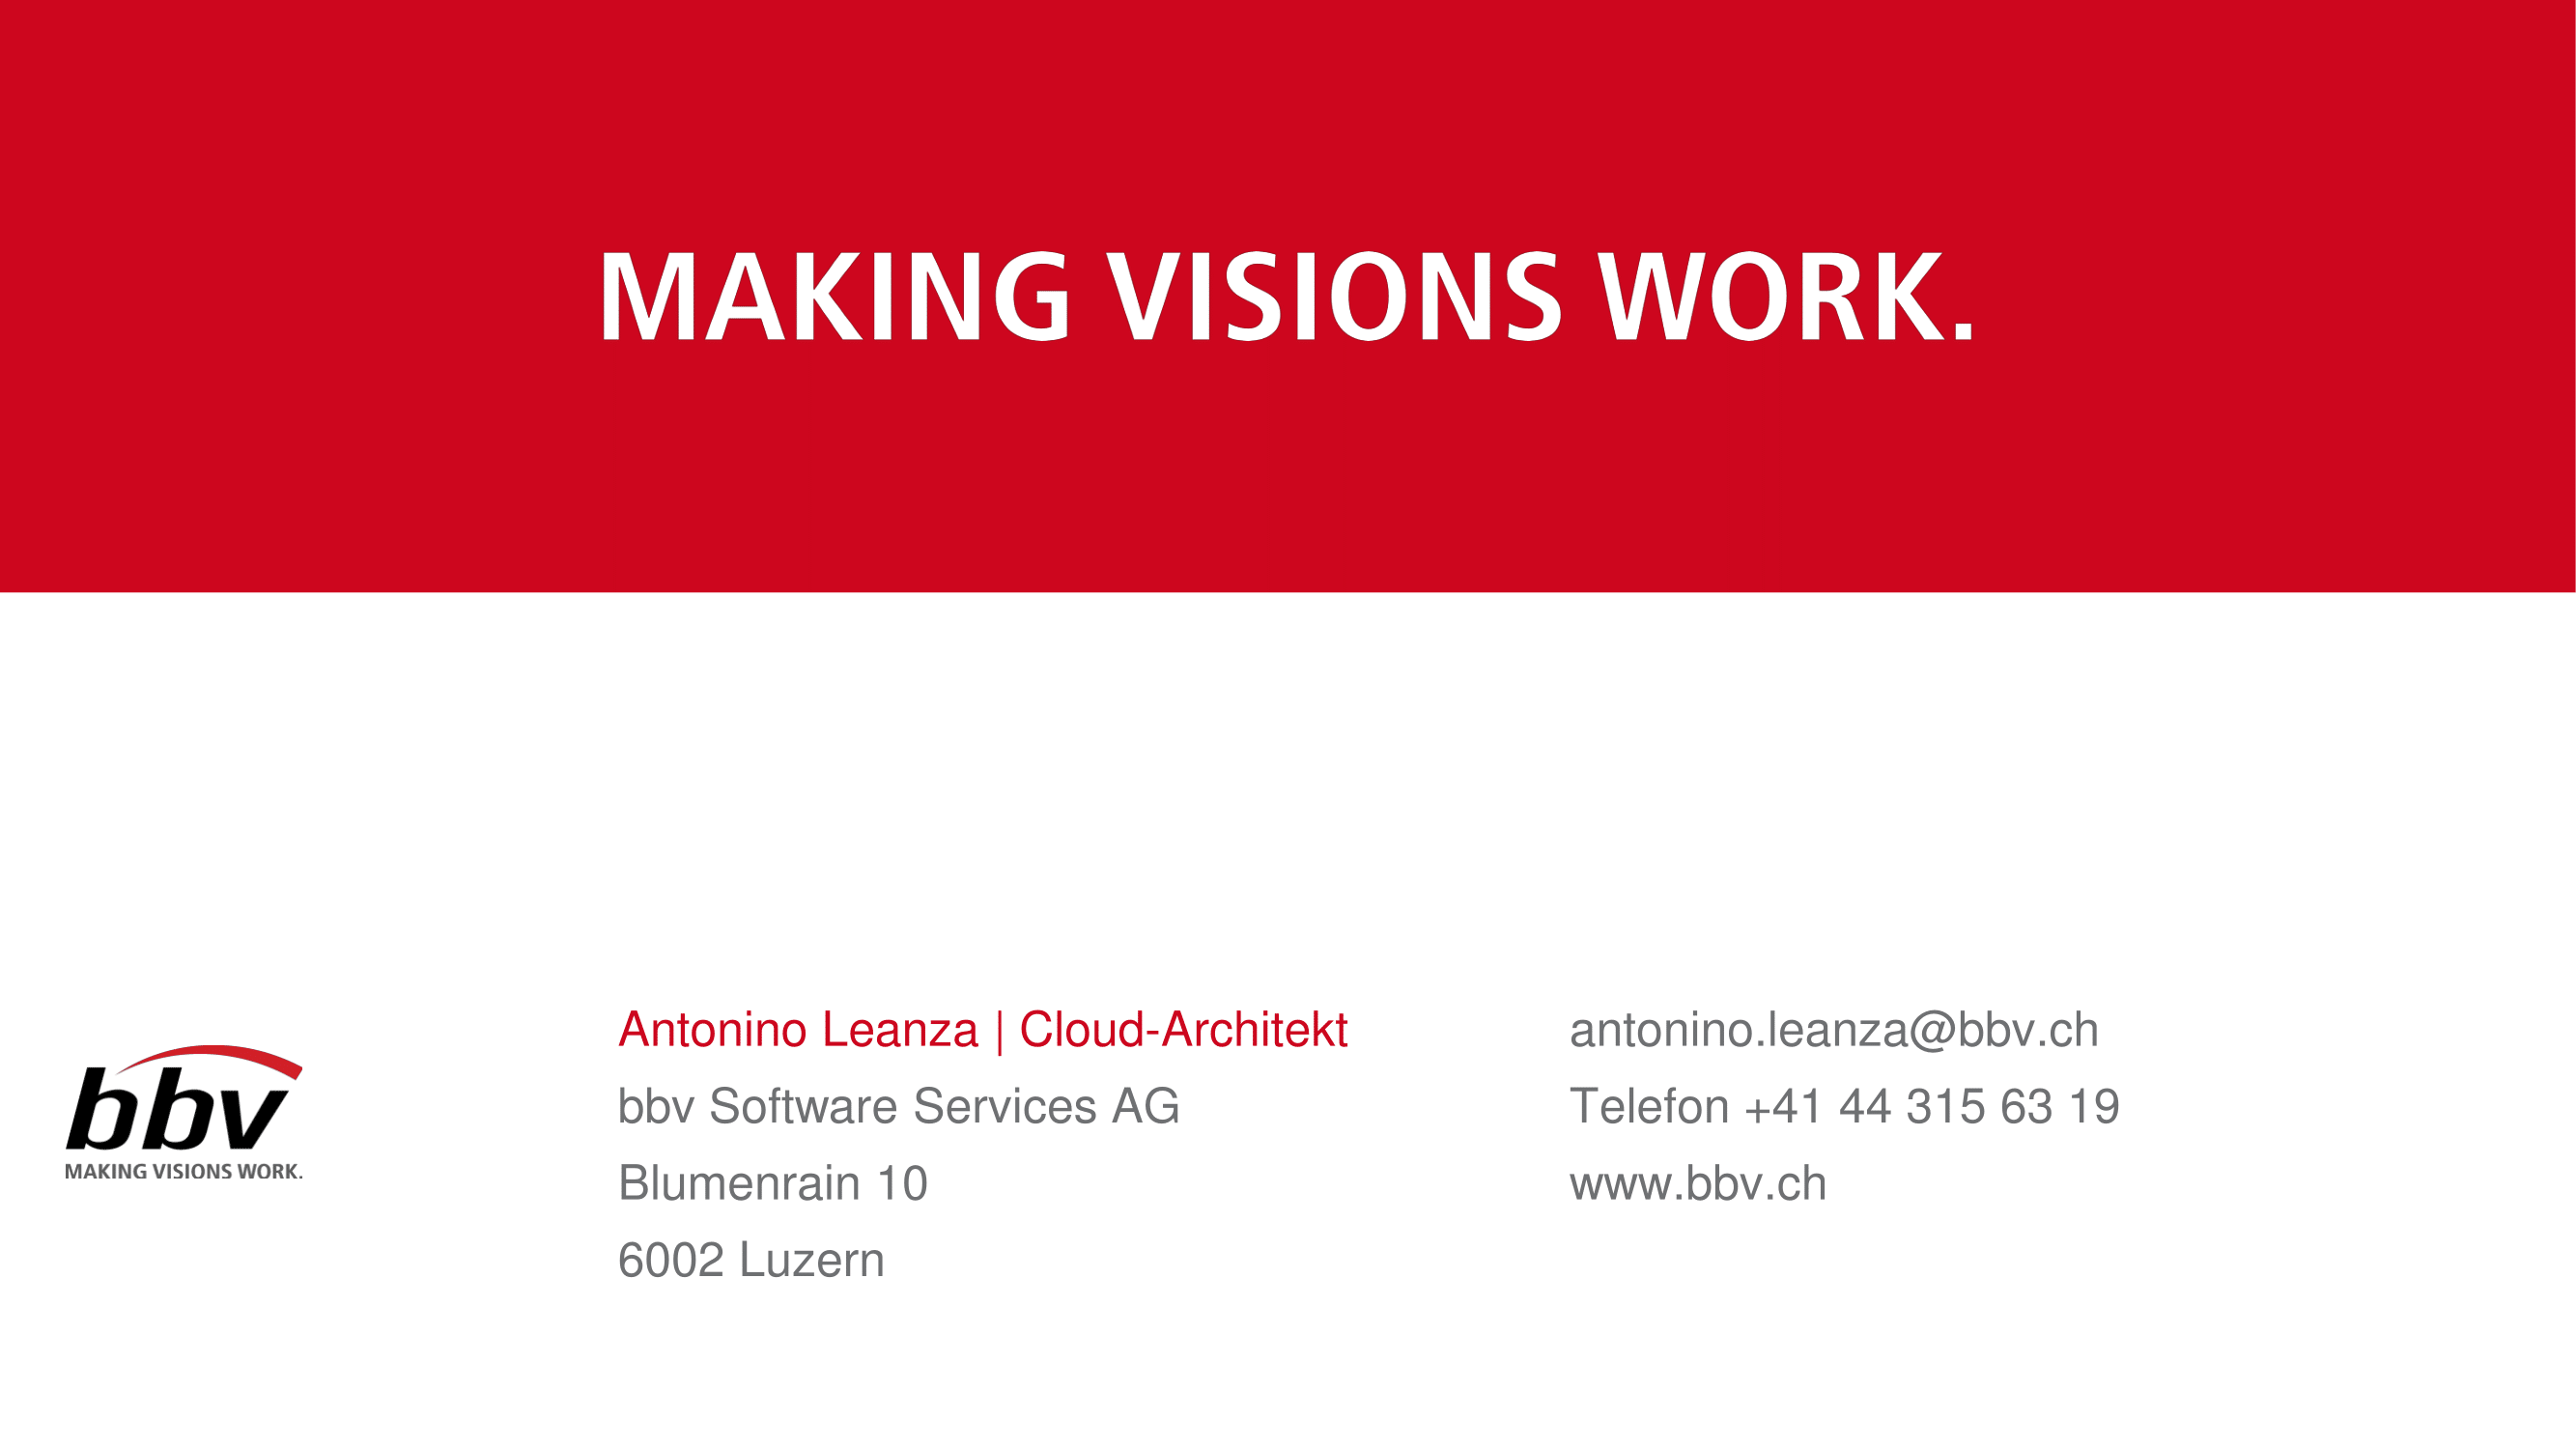 MAKING VISIONS WORK.
bbv
MAKING VISIONS WORK.
Antonino Leanza | Cloud-Architekt
bbv Software Services AG
Blumenrain 10
6002 Luzern
antonino.leanza@bbv.ch
Telefon +41 44 315 63 19
www.bbv.ch